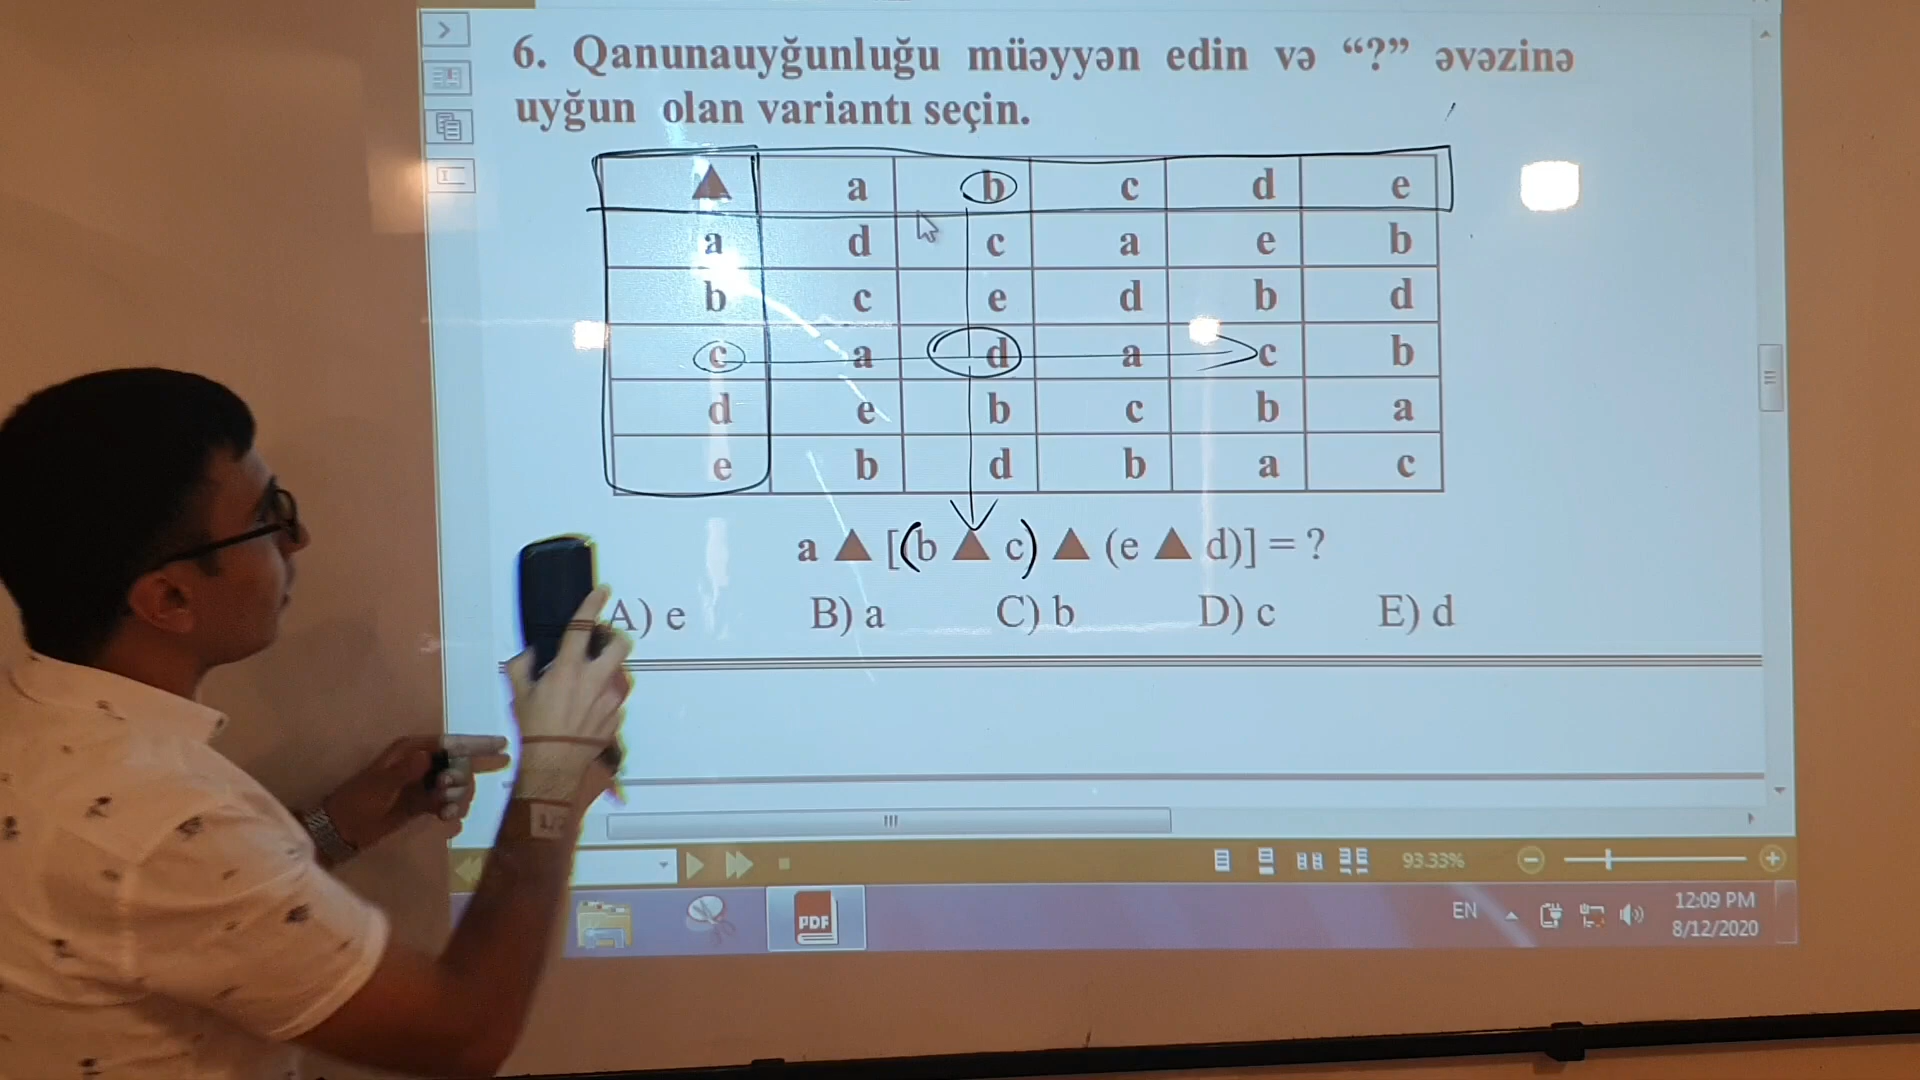 6. Qanunauyğunluğu müəyyən edin və “?” əvəzinə
uyğun olan variantı seçin.
▲ a b c d e
a d c a e b
b c e d b d
c a d a c b
d e b c b a
e b d b a c
a ▲ [(b ▲ c) ▲ (e ▲ d)] = ?
A) e B) a C) b D) c E) d
93.33%
PDF
EN
12:09 PM
8/12/2020